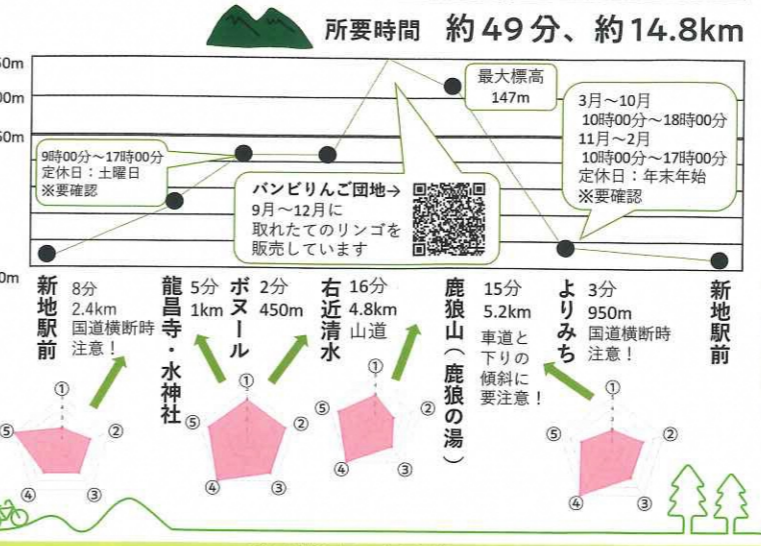 所要時間 約49分、約14.8km
50m
00m
50m
0m
最大標高
147m
3月～10月
10時00分～18時00分
11月～2月
10時00分～17時00分
定休日：年末年始
※要確認
9時00分～17時00分
定休日：土曜日
※要確認
バンビりんご団地→
9月～12月に
取れたてのリンゴを
販売しています
新地駅前
8分
2.4km
国道横断時
注意！
龍昌寺・水神社
5分
1km
ボヌール
2分
450m
右近清水
16分
4.8km
山道
鹿狼山（鹿狼の湯）
15分
5.2km
車道と
下りの
傾斜に
要注意！
よりみち
3分
950m
国道横断時
注意！
新地駅前
①
②
③
④
⑤
①
②
③
④
⑤
①
②
③
④
⑤
①
②
③
④
⑤